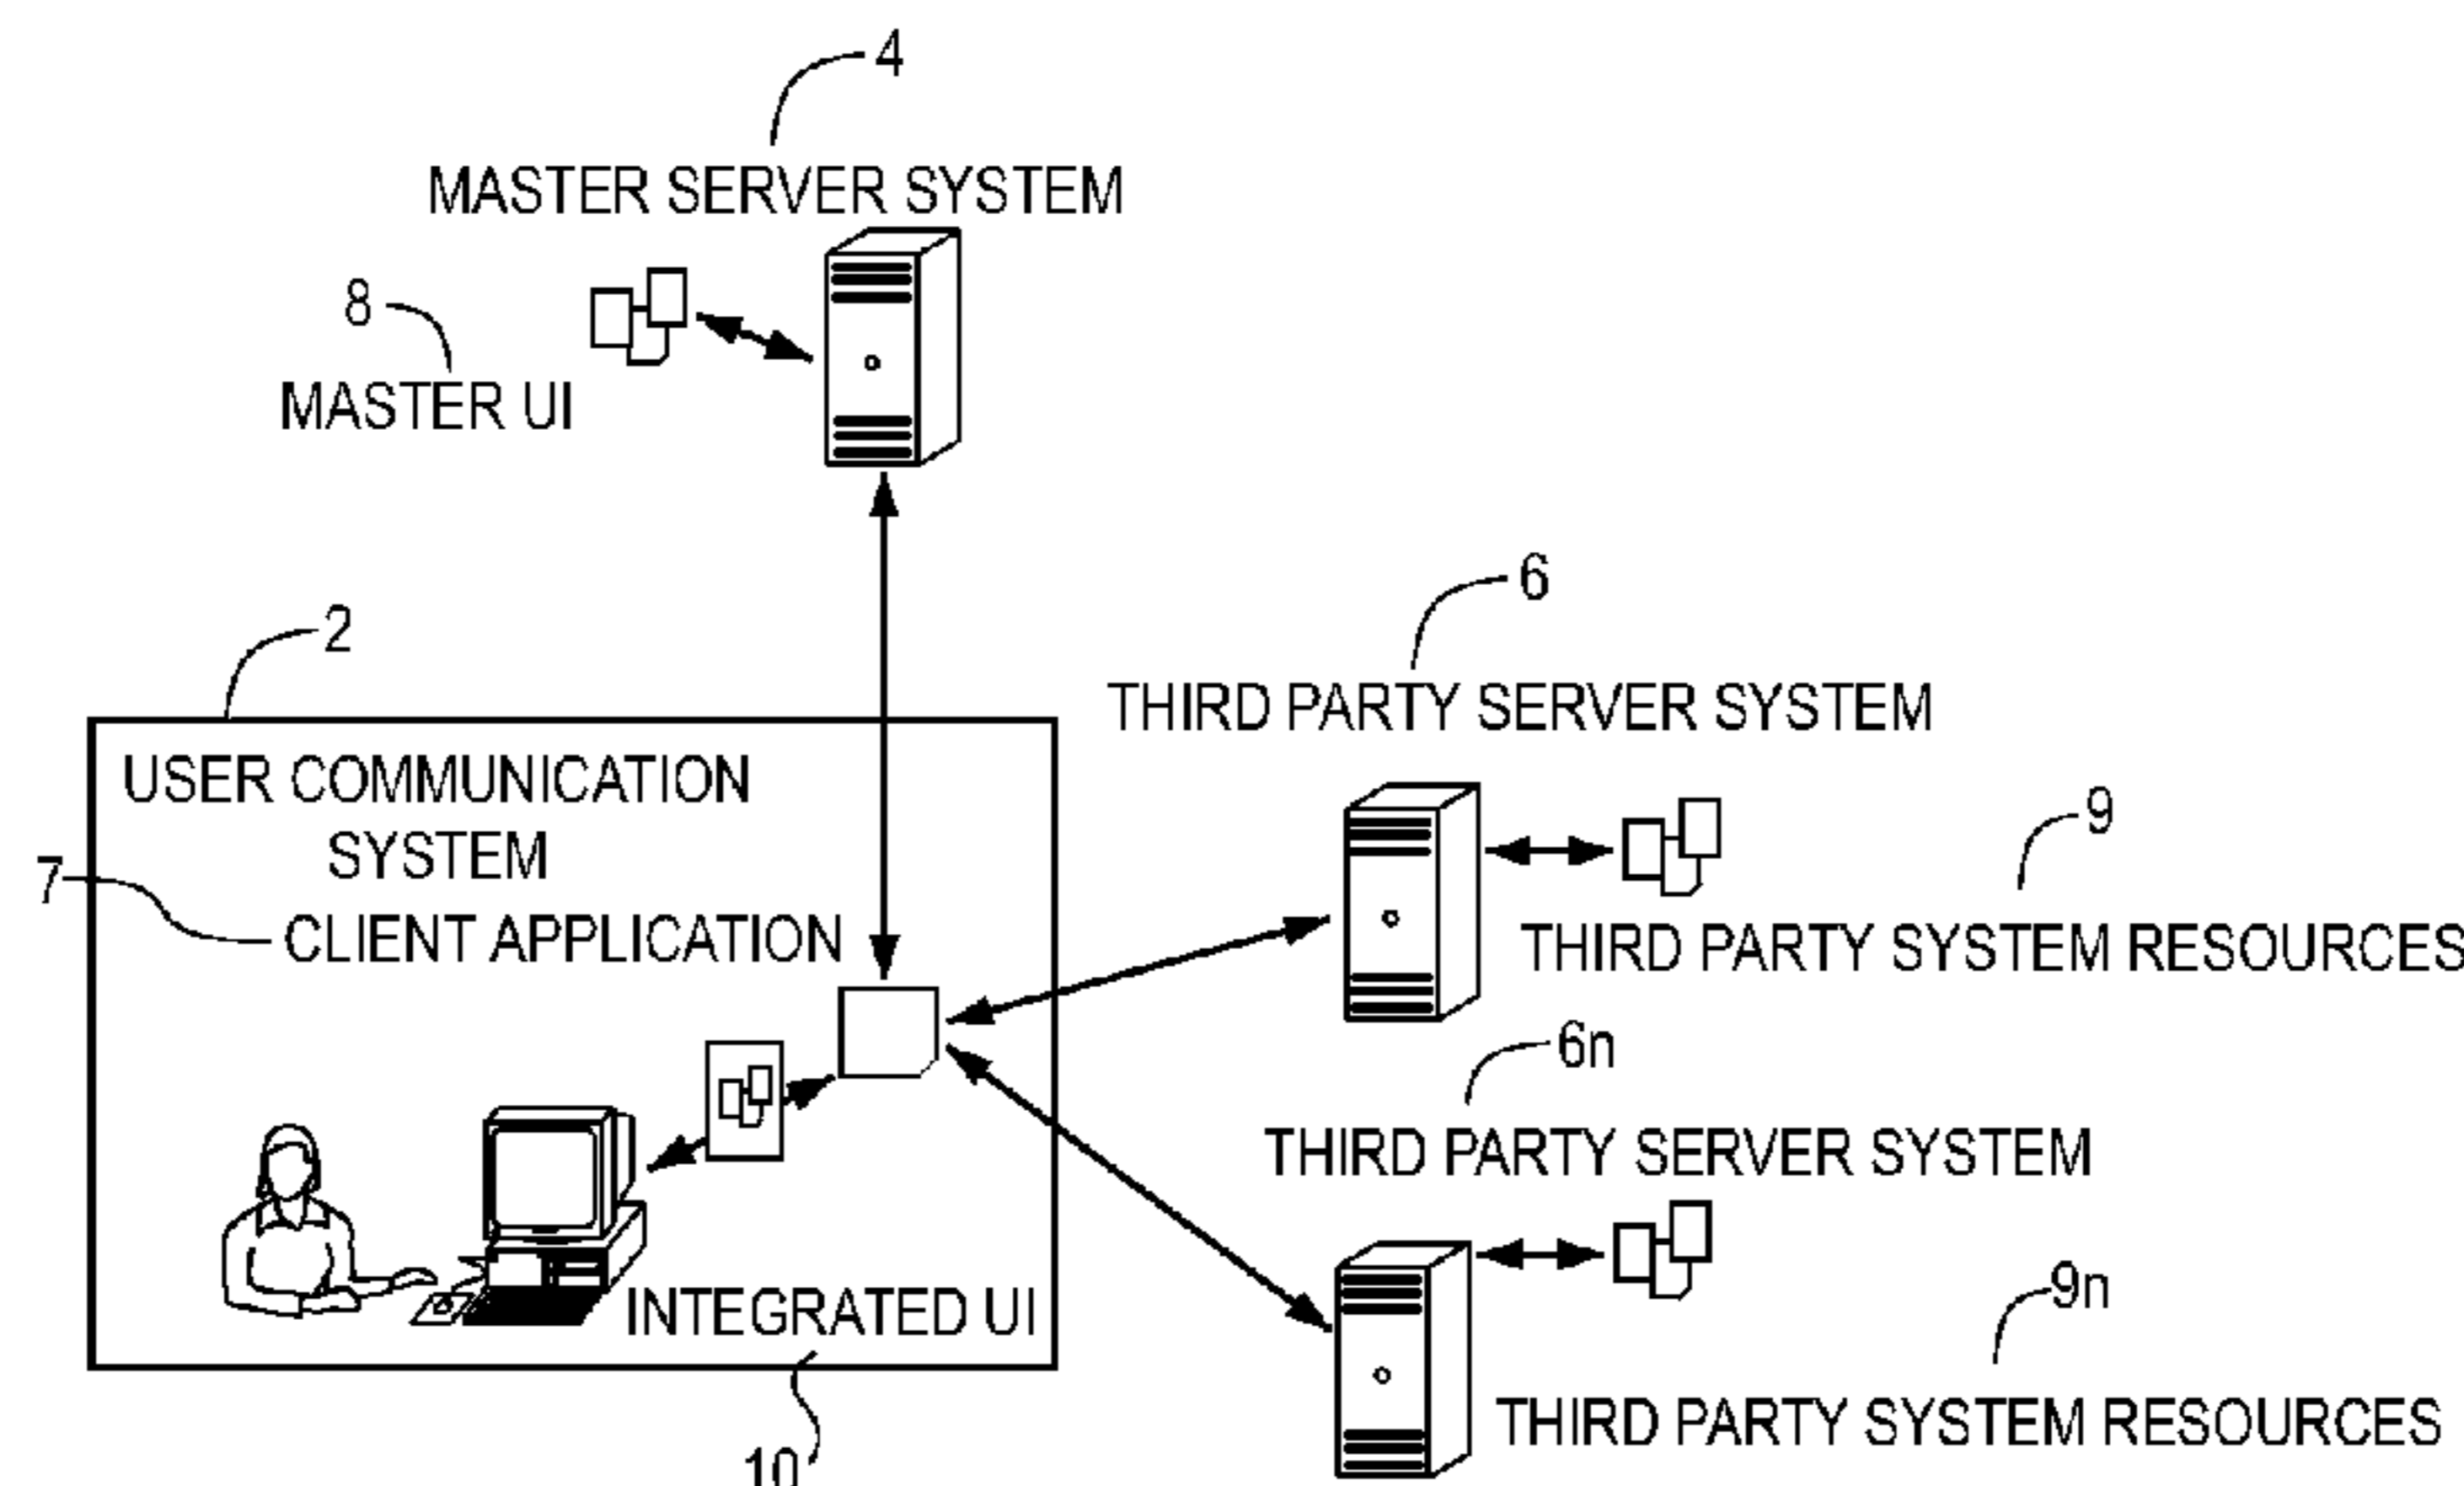 4
MASTER SERVER SYSTEM
8
MASTER UI
2
6
THIRD PARTY SERVER SYSTEM
USER COMMUNICATION
SYSTEM
9
7
CLIENT APPLICATION
THIRD PARTY SYSTEM RESOURCES
6n
THIRD PARTY SERVER SYSTEM
INTEGRATED UI
9n
THIRD PARTY SYSTEM RESOURCES
10